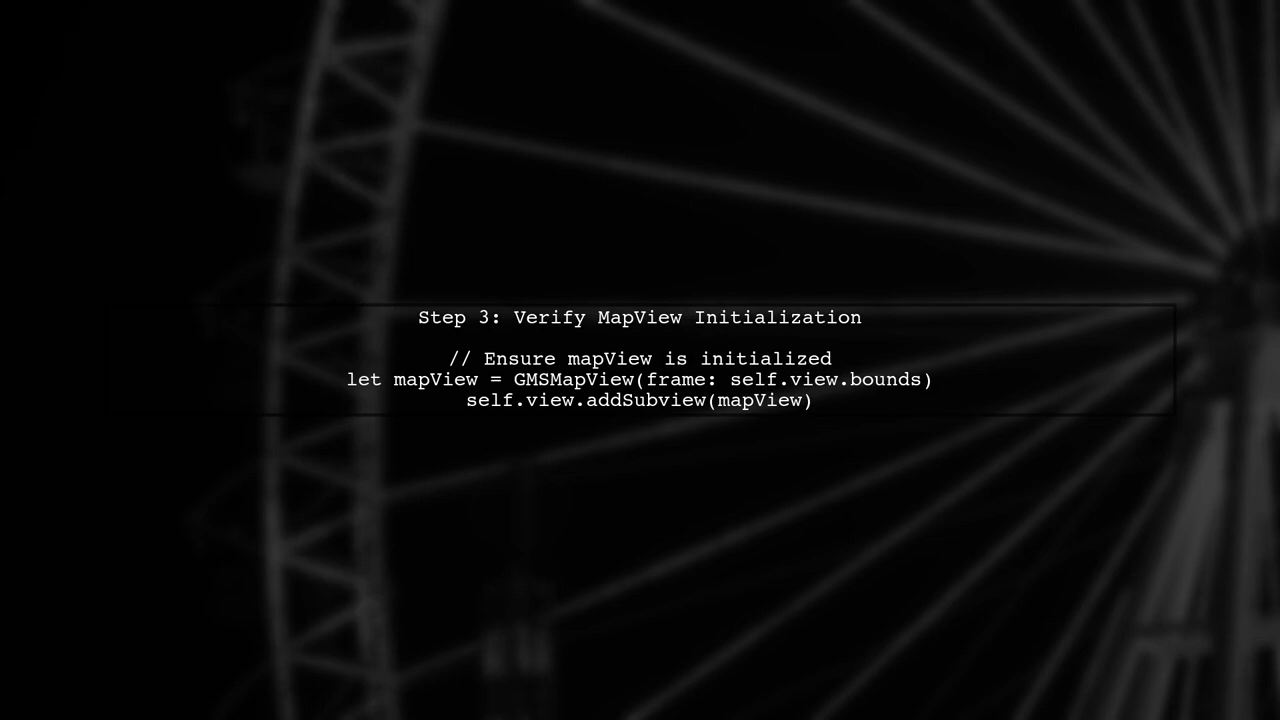 Step 3: Verify MapView Initialization
// Ensure mapView is initialized
let mapView = GMSMapView(frame: self.view.bounds)
self.view.addSubview(mapView)